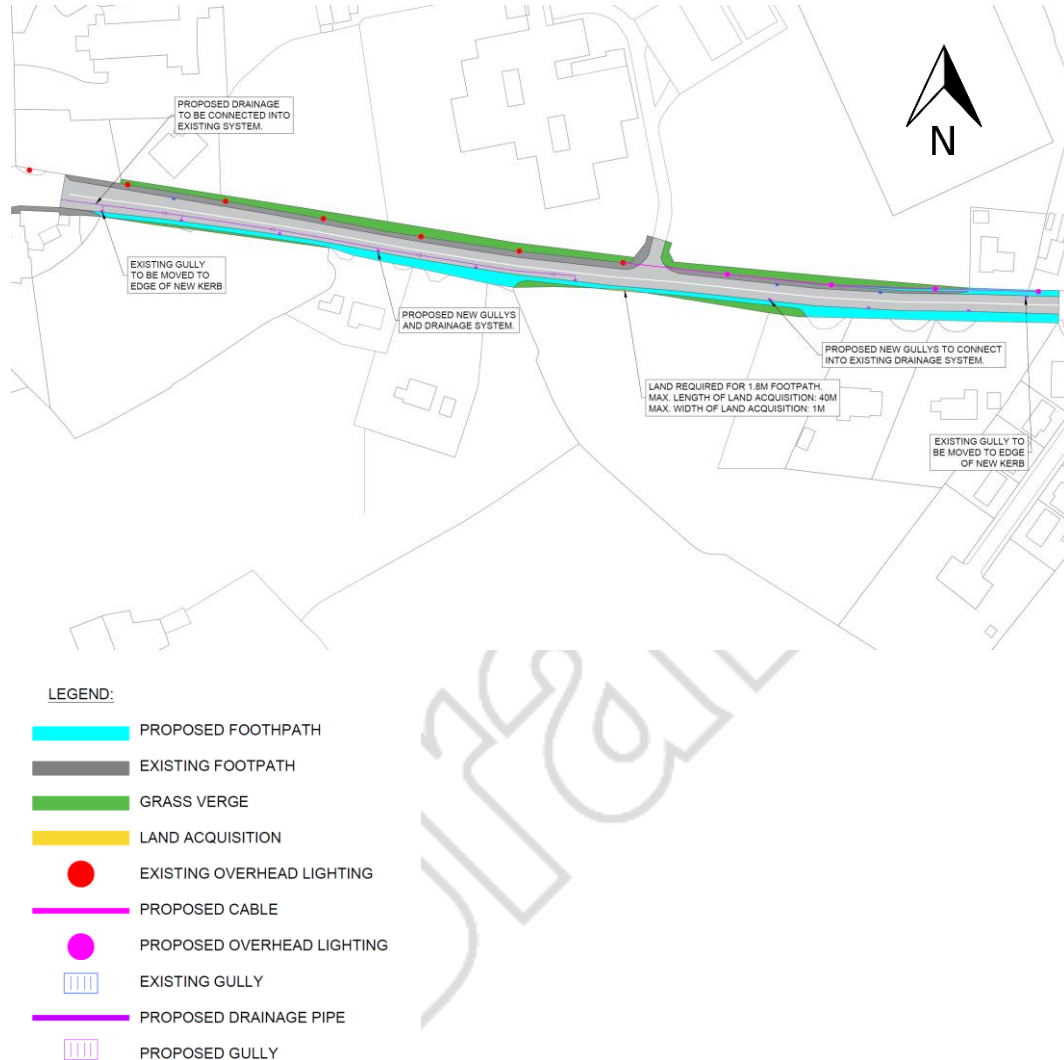 PROPOSED DRAINAGE
TO BE CONNECTED INTO
EXISTING SYSTEM.
N
EXISTING GULLY
TO BE MOVED TO
EDGE OF NEW KERB
PROPOSED NEW GULLYS
AND DRAINAGE SYSTEM.
PROPOSED NEW GULLYS TO CONNECT
INTO EXISTING DRAINAGE SYSTEM.
LAND REQUIRED FOR 1.8M FOOTPATH.
MAX. LENGTH OF LAND ACQUISITION: 40M
MAX. WIDTH OF LAND ACQUISITION: 1M
EXISTING GULLY TO
BE MOVED TO EDGE
OF NEW KERB
LEGEND:
PROPOSED FOOTHPATH
EXISTING FOOTPATH
GRASS VERGE
LAND ACQUISITION
EXISTING OVERHEAD LIGHTING
PROPOSED CABLE
PROPOSED OVERHEAD LIGHTING
EXISTING GULLY
PROPOSED DRAINAGE PIPE
PROPOSED GULLY